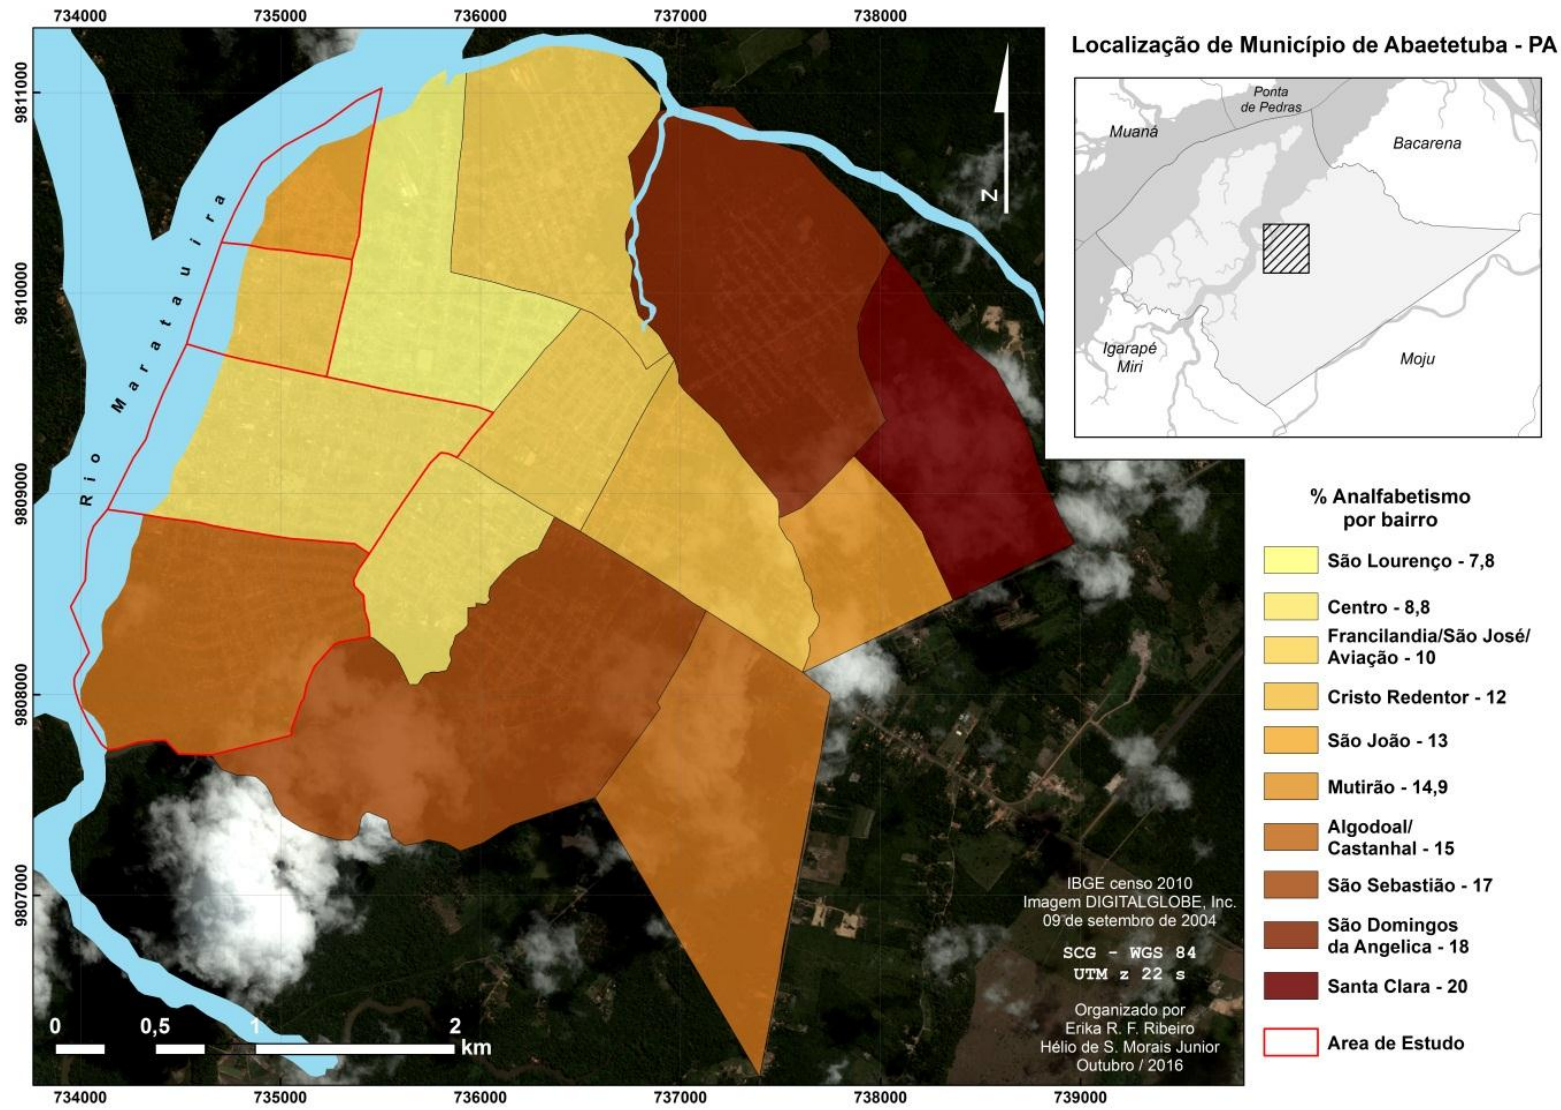 734000 735000 736000 737000 738000
9811000
9810000
9809000
9808000
9807000
Rio Maratauira
N
Localização de Município de Abaetetuba - PA
Ponta
de Pedras
Muaná
Bacarena
Igarapé
Miri
Moju
% Analfabetismo
por bairro
São Lourenço - 7,8
Centro - 8,8
Francilandia/São José/
Aviação - 10
Cristo Redentor - 12
São João - 13
Mutirão - 14,9
Algodoal/
Castanhal - 15
São Sebastião - 17
São Domingos
da Angelica - 18
Santa Clara - 20
Area de Estudo
IBGE censo 2010
Imagem DIGITALGLOBE, Inc.
09 de setembro de 2004
SCG - WGS 84
UTM z 22 s
Organizado por
Erika R. F. Ribeiro
Hélio de S. Morais Junior
Outubro / 2016
0 0,5 1 2
km
734000 735000 736000 737000 738000 739000